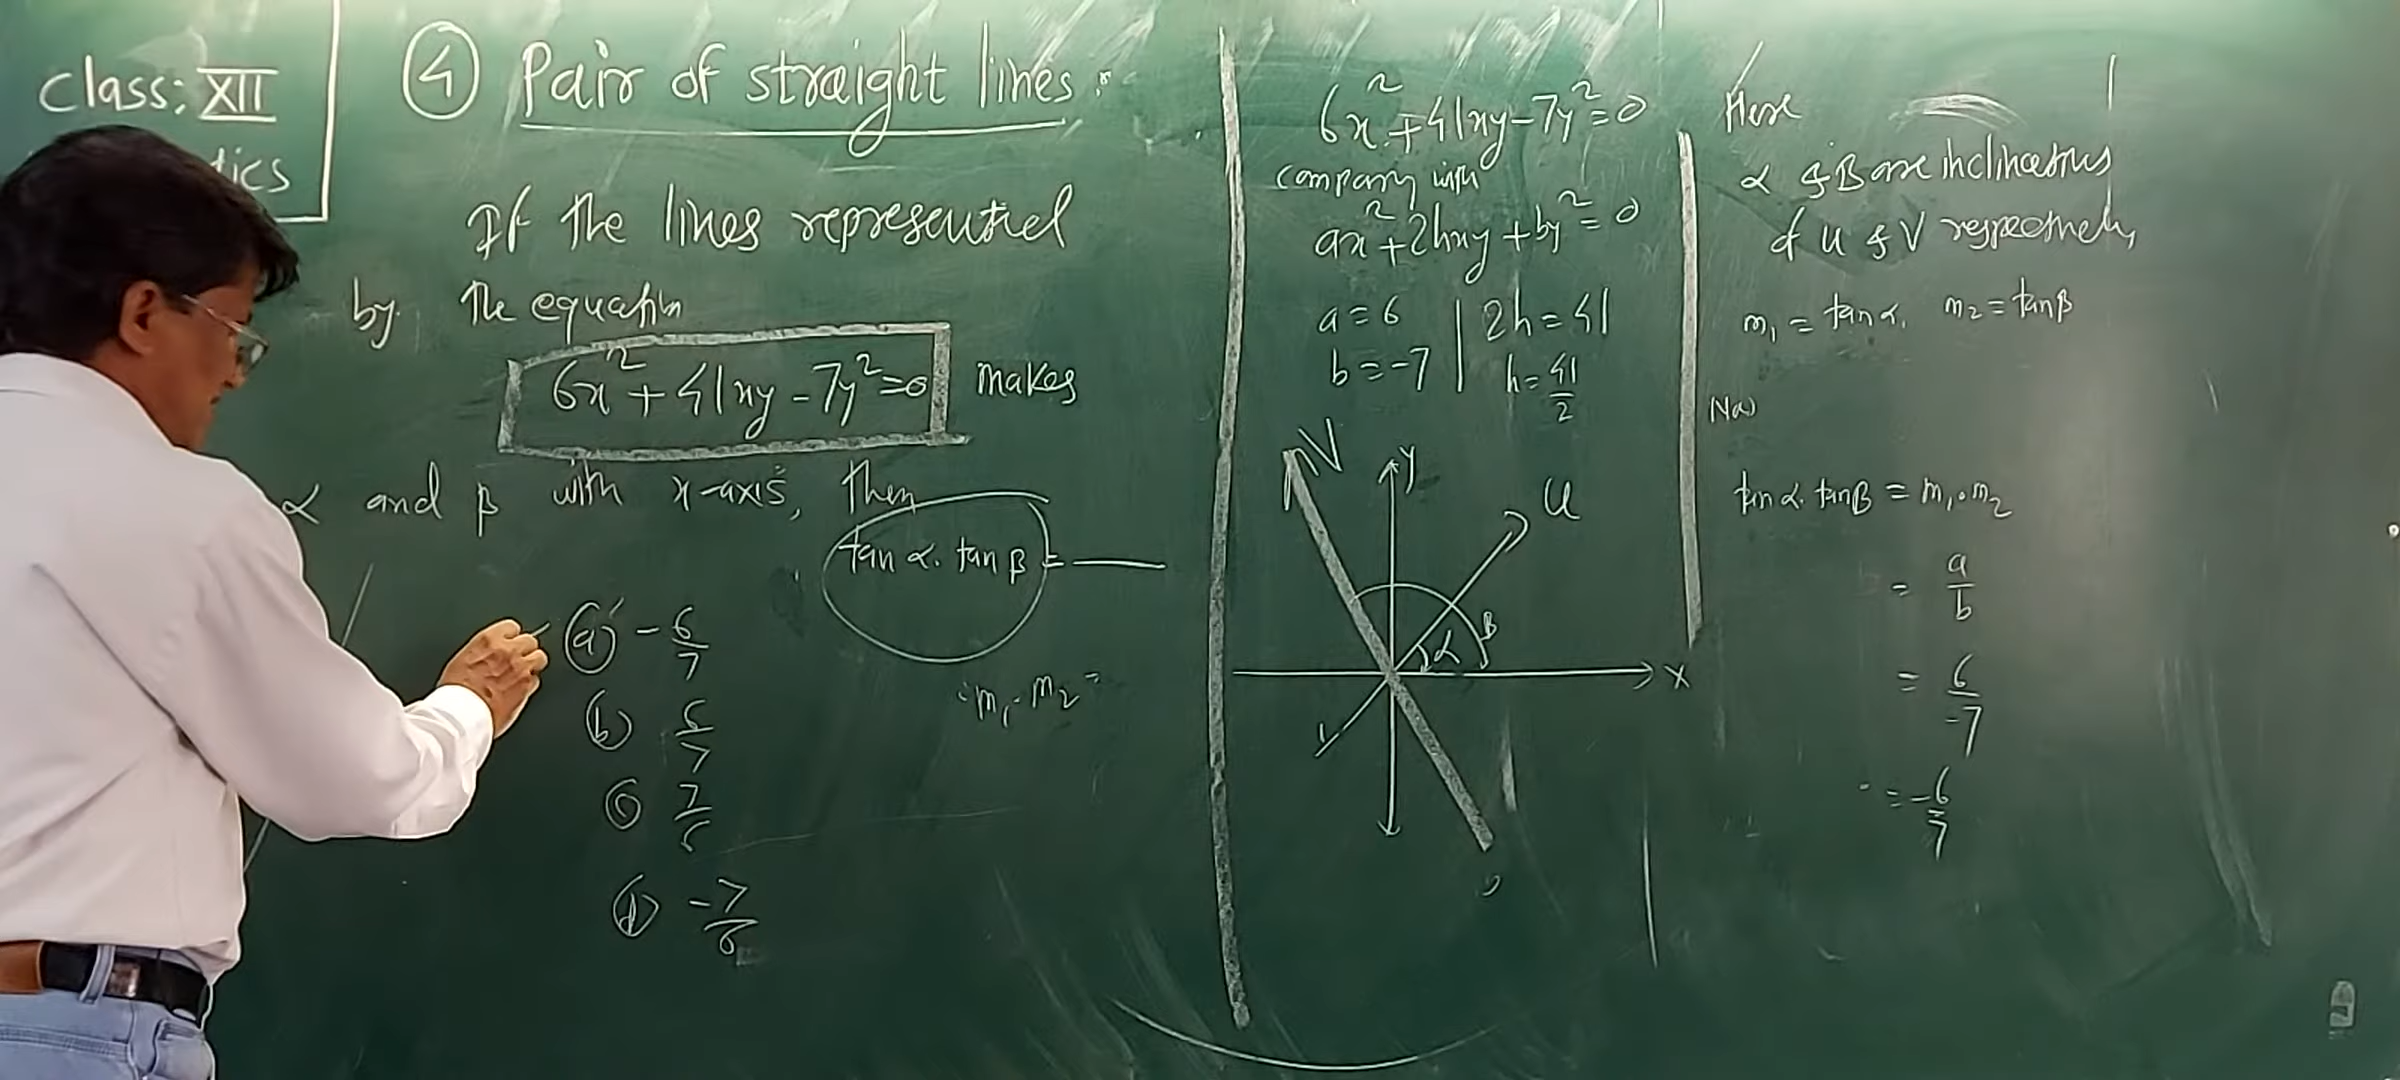 Class: XII
tics
④ Pair of straight lines:
If the lines represented
by the equation
6x² + 41xy - 7y² = 0 makes
α and β with x-axis, then
tan α. tan β = ____
(a) - 6/7
(b) 6/7
(c) 7/6
(d) -7/6
m₁. m₂ =
6x² + 41xy - 7y² = 0
ax² + 2hxy + by² = 0
a = 6 | 2h = 41
b = -7 | h = 41/2
V
y
U
β
α
x
Here
α & β are inclinations
of U & V respectively
m₁ = tan α, m₂ = tan β
tan α. tan β = m₁. m₂
= a/b
= 6/-7
= -6/7